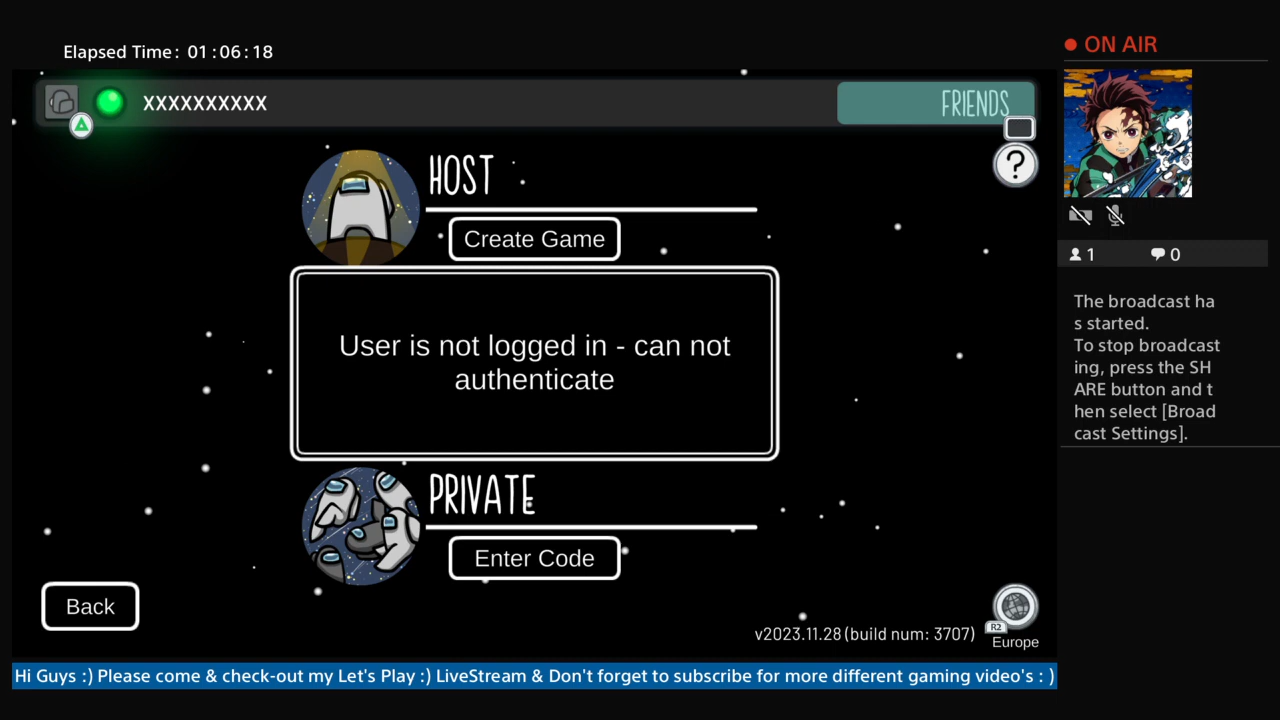 Elapsed Time: 01:06:18
ON AIR
XXXXXXXXXX
FRIENDS
?
HOST
Create Game
1
0
User is not logged in - can not
authenticate
The broadcast ha
s started.
To stop broadcast
ing, press the SH
ARE button and t
hen select [Broad
cast Settings].
PRIVATE
Enter Code
Back
v2023.11.28 (build num: 3707)
R2
Europe
Hi Guys :) Please come & check-out my Let's Play :) LiveStream & Don't forget to subscribe for more different gaming video's : )